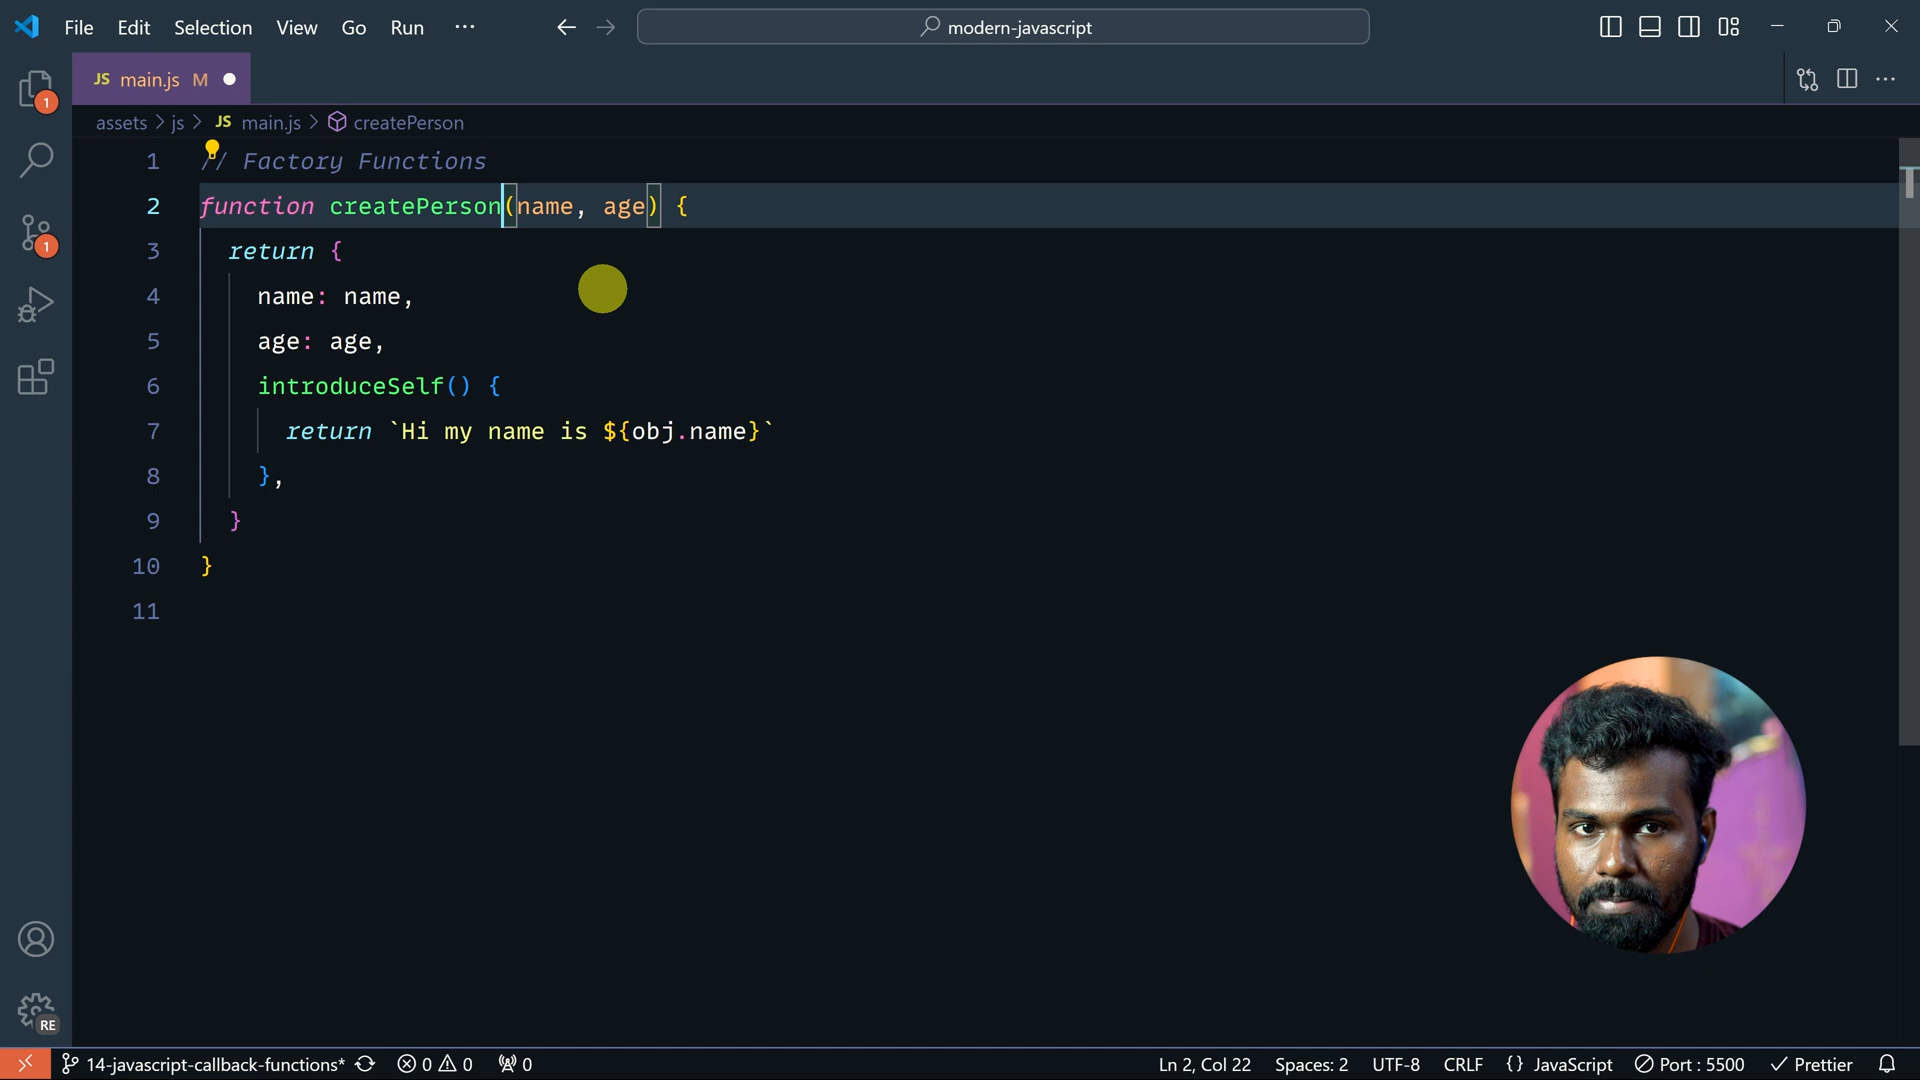 File Edit Selection View Go Run ··· modern-javascript
JS main.js M
assets > js > JS main.js > createPerson
1 // Factory Functions
2 function createPerson(name, age) {
3 return {
4 name: name,
5 age: age,
6 introduceSelf() {
7 return `Hi my name is ${obj.name}`
8 },
9 }
10 }
11
1
1
RE
14-javascript-callback-functions* 0 0 0 Ln 2, Col 22 Spaces: 2 UTF-8 CRLF {} JavaScript Port : 5500 Prettier